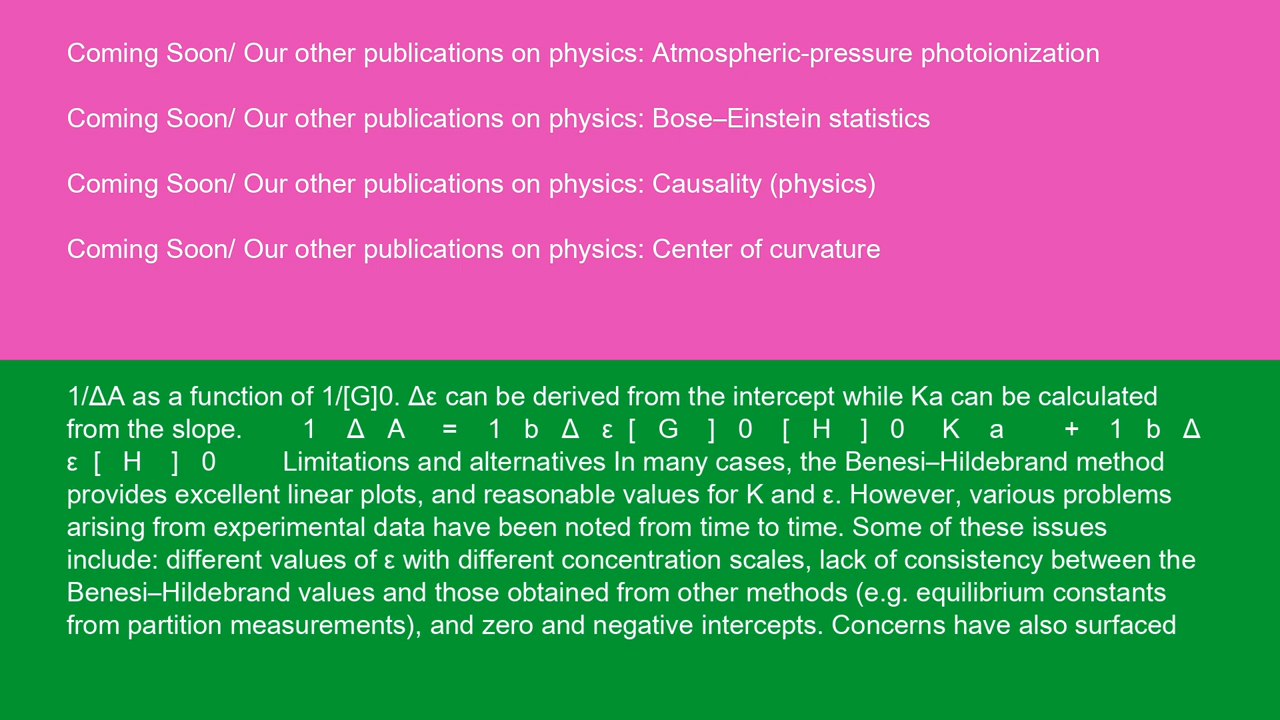 Coming Soon/ Our other publications on physics: Atmospheric-pressure photoionization
Coming Soon/ Our other publications on physics: Bose–Einstein statistics
Coming Soon/ Our other publications on physics: Causality (physics)
Coming Soon/ Our other publications on physics: Center of curvature
1/ΔA as a function of 1/[G]0. Δε can be derived from the intercept while Ka can be calculated
from the slope. 1 Δ A = 1 b Δ ε [ G ] 0 [ H ] 0 K a + 1 b Δ
ε [ H ] 0 Limitations and alternatives In many cases, the Benesi–Hildebrand method
provides excellent linear plots, and reasonable values for K and ε. However, various problems
arising from experimental data have been noted from time to time. Some of these issues
include: different values of ε with different concentration scales, lack of consistency between the
Benesi–Hildebrand values and those obtained from other methods (e.g. equilibrium constants
from partition measurements), and zero and negative intercepts. Concerns have also surfaced